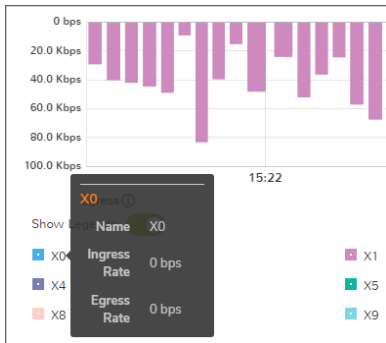 0 bps
20.0 Kbps
40.0 Kbps
60.0 Kbps
80.0 Kbps
100.0 Kbps
15:22
X0
Show
Name X0
X0
X1
Ingress Rate 0 bps
X4
X5
Egress Rate 0 bps
X8
X9